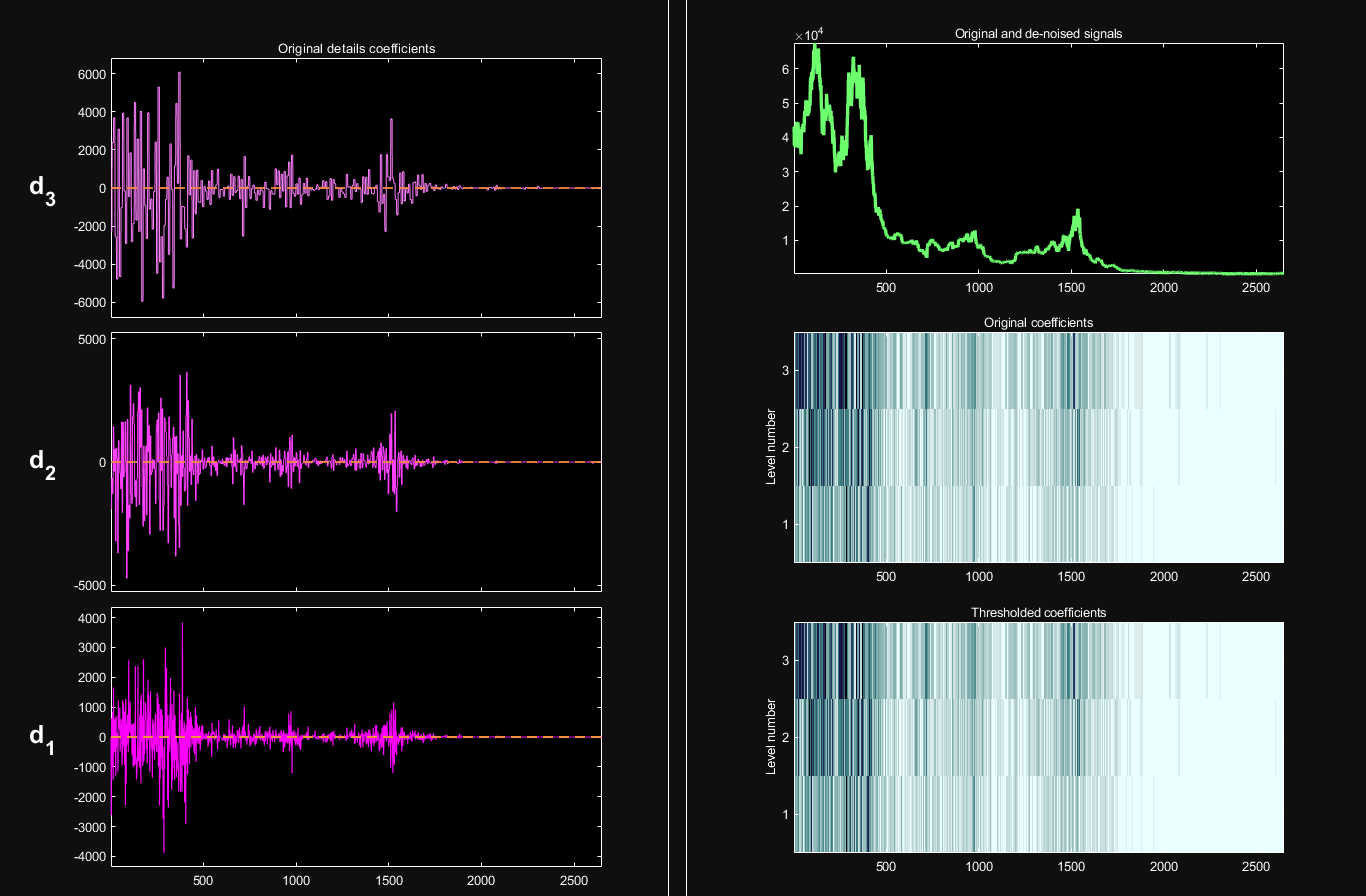 Original details coefficients
6000
4000
2000
d3
0
-2000
-4000
-6000
5000
d2
0
-5000
4000
3000
2000
1000
d1
0
-1000
-2000
-3000
-4000
500 1000 1500 2000 2500
×10^4 Original and de-noised signals
6
5
4
3
2
1
500 1000 1500 2000 2500
Original coefficients
3
2
1
Level number
500 1000 1500 2000 2500
Thresholded coefficients
3
2
1
Level number
500 1000 1500 2000 2500